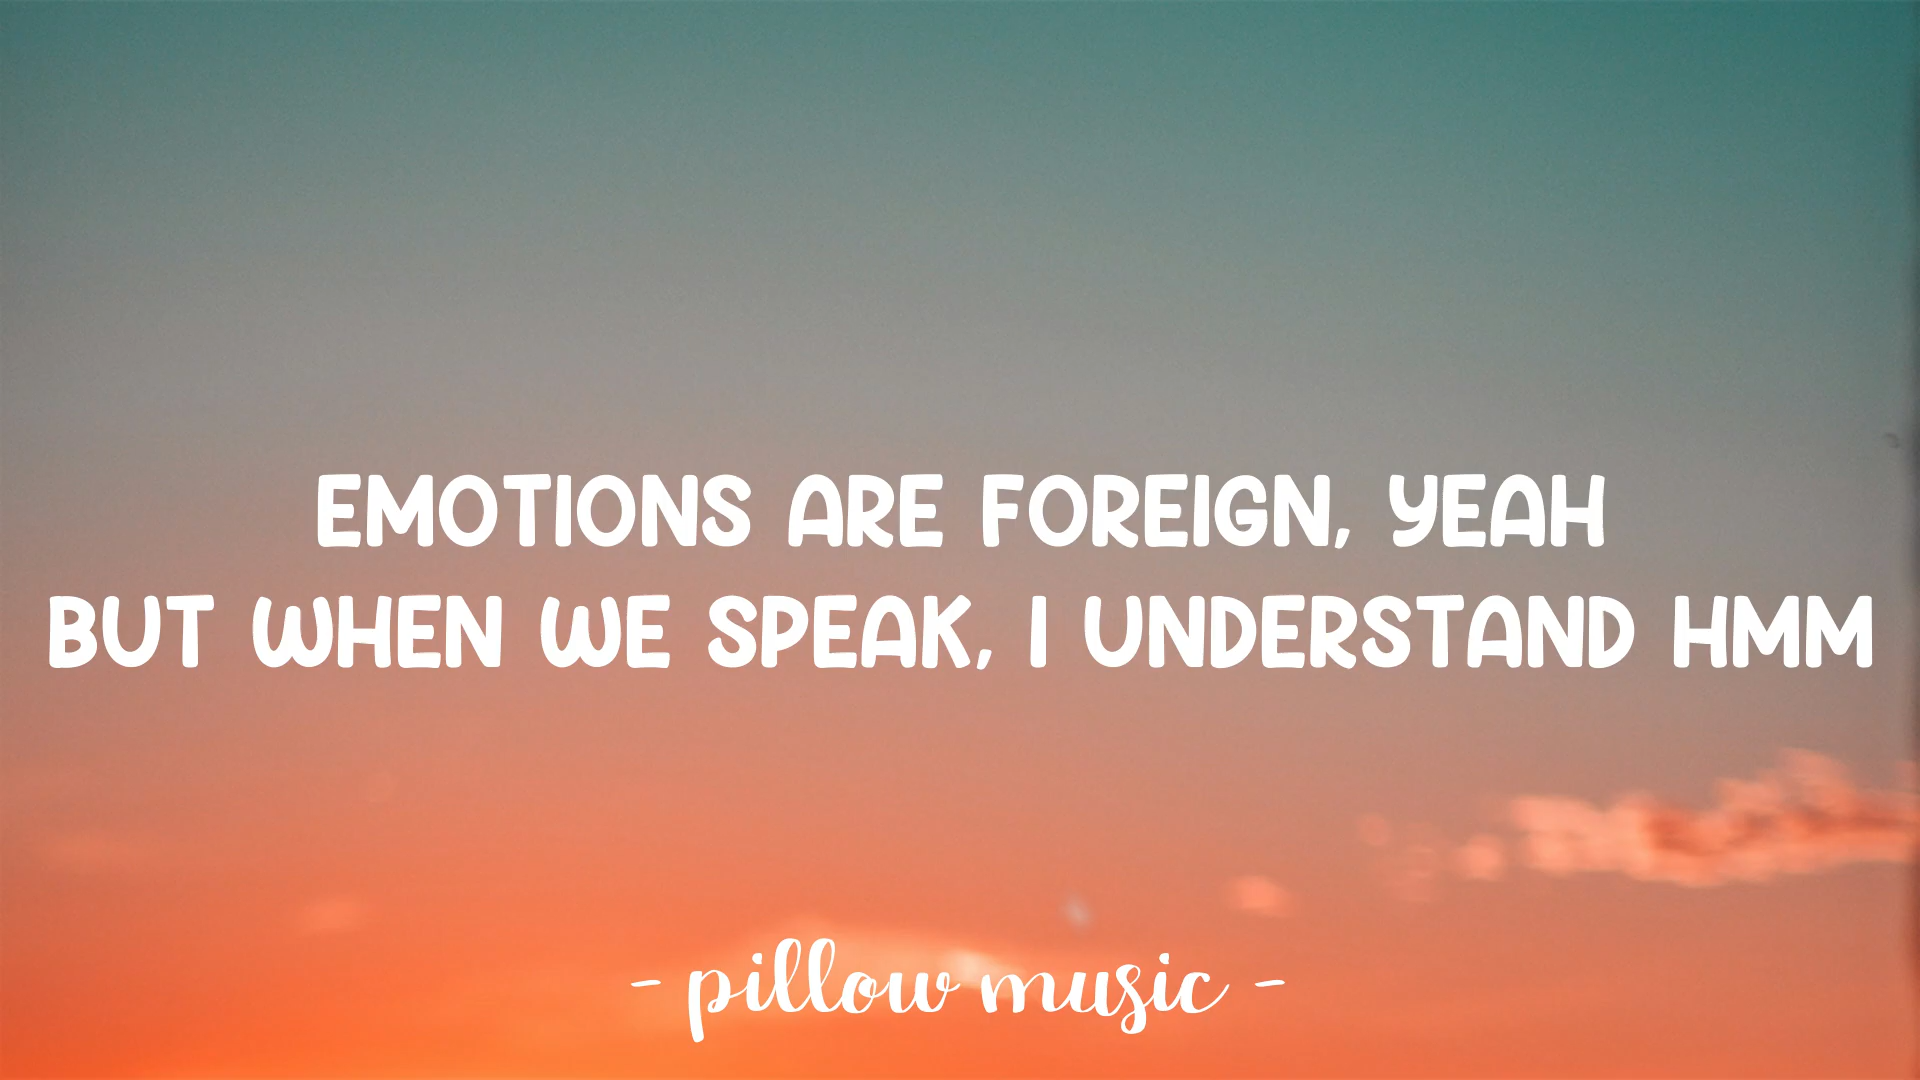 EMOTIONS ARE FOREIGN, YEAH
BUT WHEN WE SPEAK, I UNDERSTAND HMM
- pillow music -